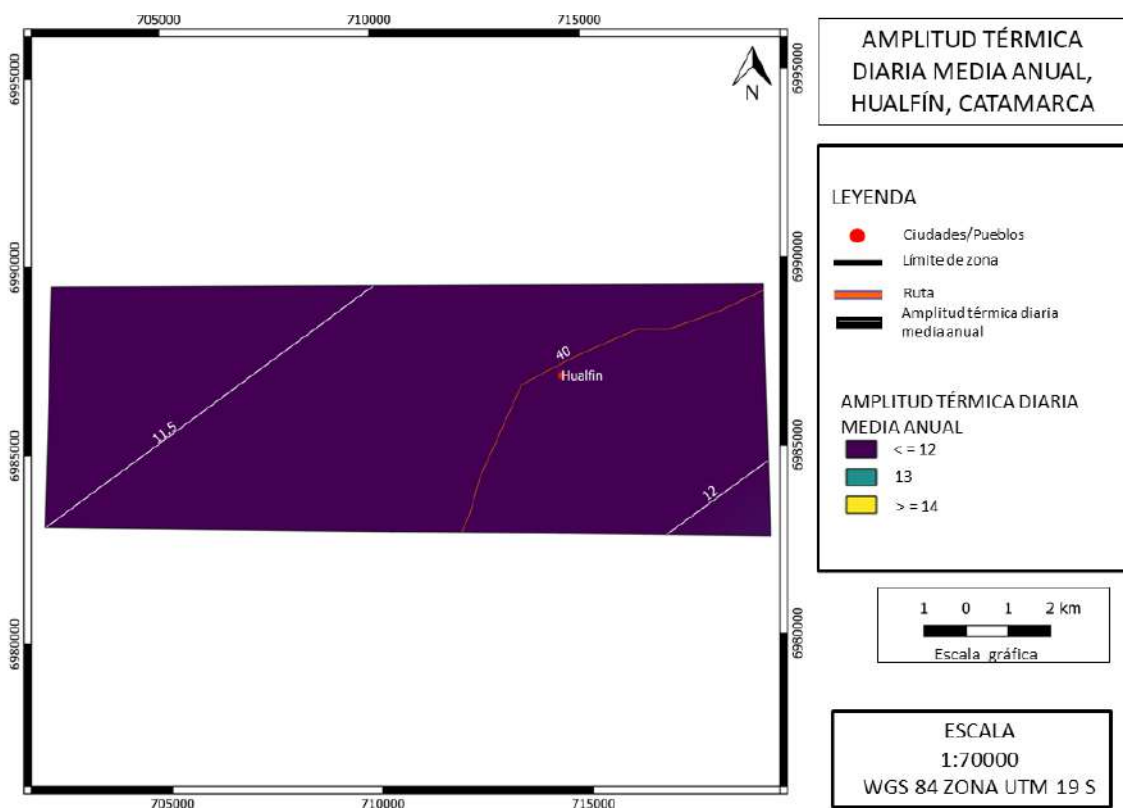 705000
710000
715000
6995000
6990000
6985000
6980000
6995000
6990000
6985000
6980000
705000
710000
715000
N
11,5
40
Hualfin
12
AMPLITUD TÉRMICA
DIARIA MEDIA ANUAL,
HUALFÍN, CATAMARCA
LEYENDA
Ciudades/Pueblos
Límite de zona
Ruta
Amplitud térmica diaria
media anual
AMPLITUD TÉRMICA DIARIA
MEDIA ANUAL
< = 12
13
> = 14
1 0 1 2 km
Escala gráfica
ESCALA
1:70000
WGS 84 ZONA UTM 19 S